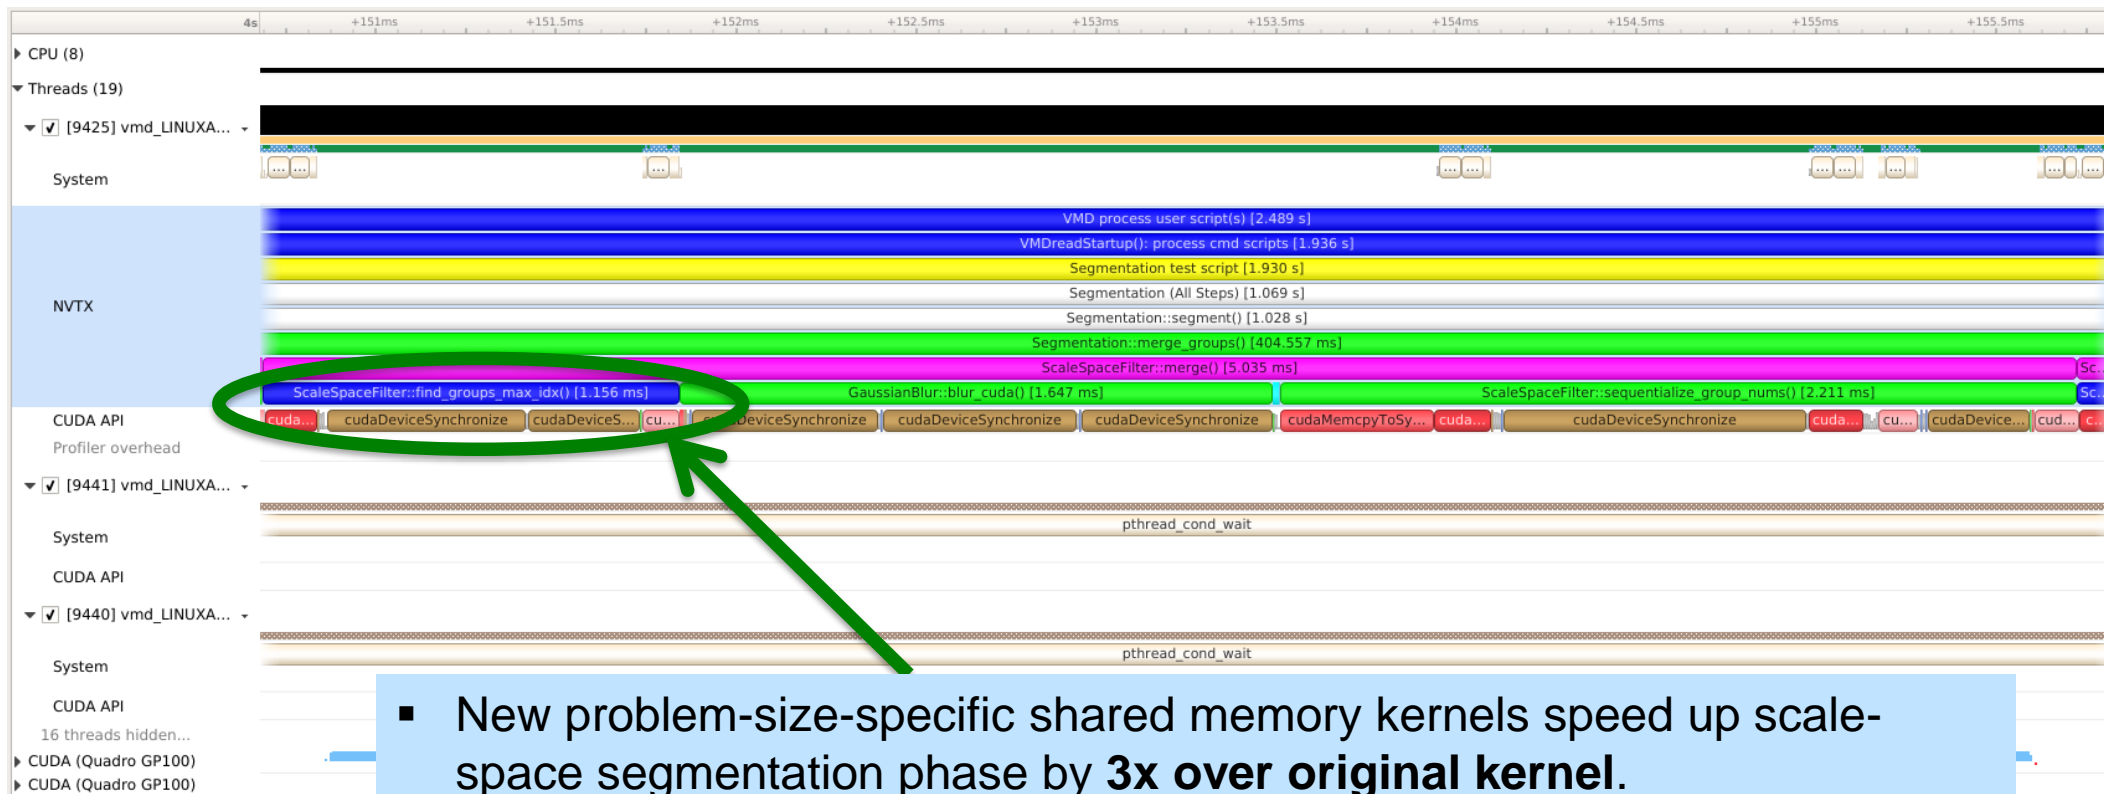 4s +151ms +151.5ms +152ms +152.5ms +153ms +153.5ms +154ms +154.5ms +155ms +155.5ms
CPU (8)
Threads (19)
[9425] vmd_LINUXA...
... ... ... ... ... ... ... ... ... ...
System
VMD process user script(s) [2.489 s]
VMDreadStartup(): process cmd scripts [1.936 s]
Segmentation test script [1.930 s]
Segmentation (All Steps) [1.069 s]
NVTX
Segmentation::segment() [1.028 s]
Segmentation::merge_groups() [404.557 ms]
ScaleSpaceFilter::merge() [5.035 ms] Sc...
ScaleSpaceFilter::find_groups_max_idx() [1.156 ms] GaussianBlur::blur_cuda() [1.647 ms] ScaleSpaceFilter::sequentialize_group_nums() [2.211 ms] Sc...
CUDA API cuda... cudaDeviceSynchronize cudaDeviceS... cu... cudaDeviceSynchronize cudaDeviceSynchronize cudaDeviceSynchronize cudaMemcpyToSy... cuda... cudaDeviceSynchronize cuda... cu... cudaDevice... cud... c...
Profiler overhead
[9441] vmd_LINUXA...
pthread_cond_wait
System
CUDA API
[9440] vmd_LINUXA...
pthread_cond_wait
System
CUDA API
16 threads hidden...
CUDA (Quadro GP100)
CUDA (Quadro GP100)
▪ New problem-size-specific shared memory kernels speed up scale-
space segmentation phase by 3x over original kernel.